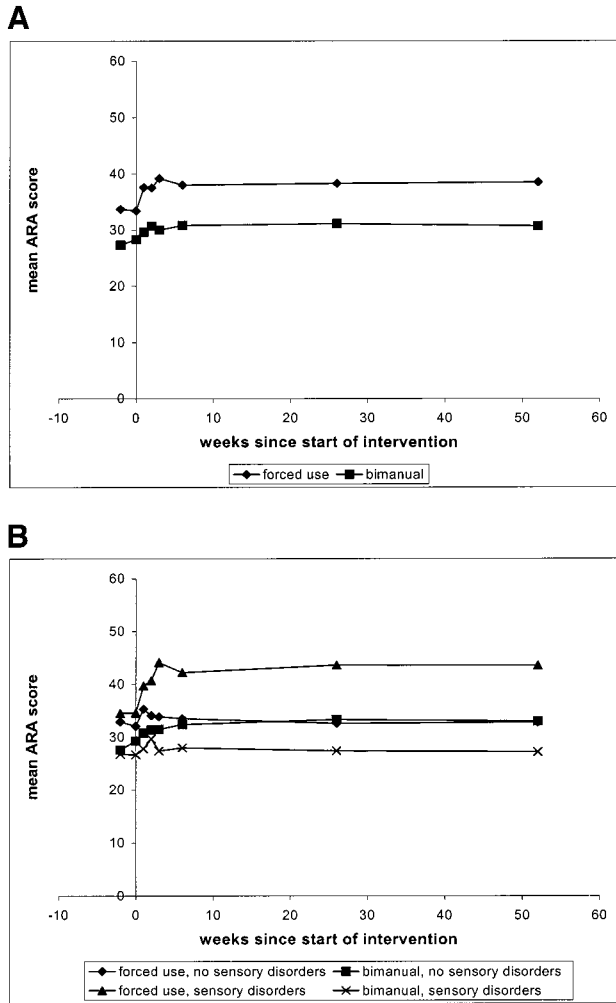 A
60
50
40
30
20
10
0
mean ARA score
-10 0 10 20 30 40 50 60
weeks since start of intervention
forced use bimanual
B
60
50
40
30
20
10
0
mean ARA score
-10 0 10 20 30 40 50 60
weeks since start of intervention
forced use, no sensory disorders bimanual, no sensory disorders
forced use, sensory disorders bimanual, sensory disorders